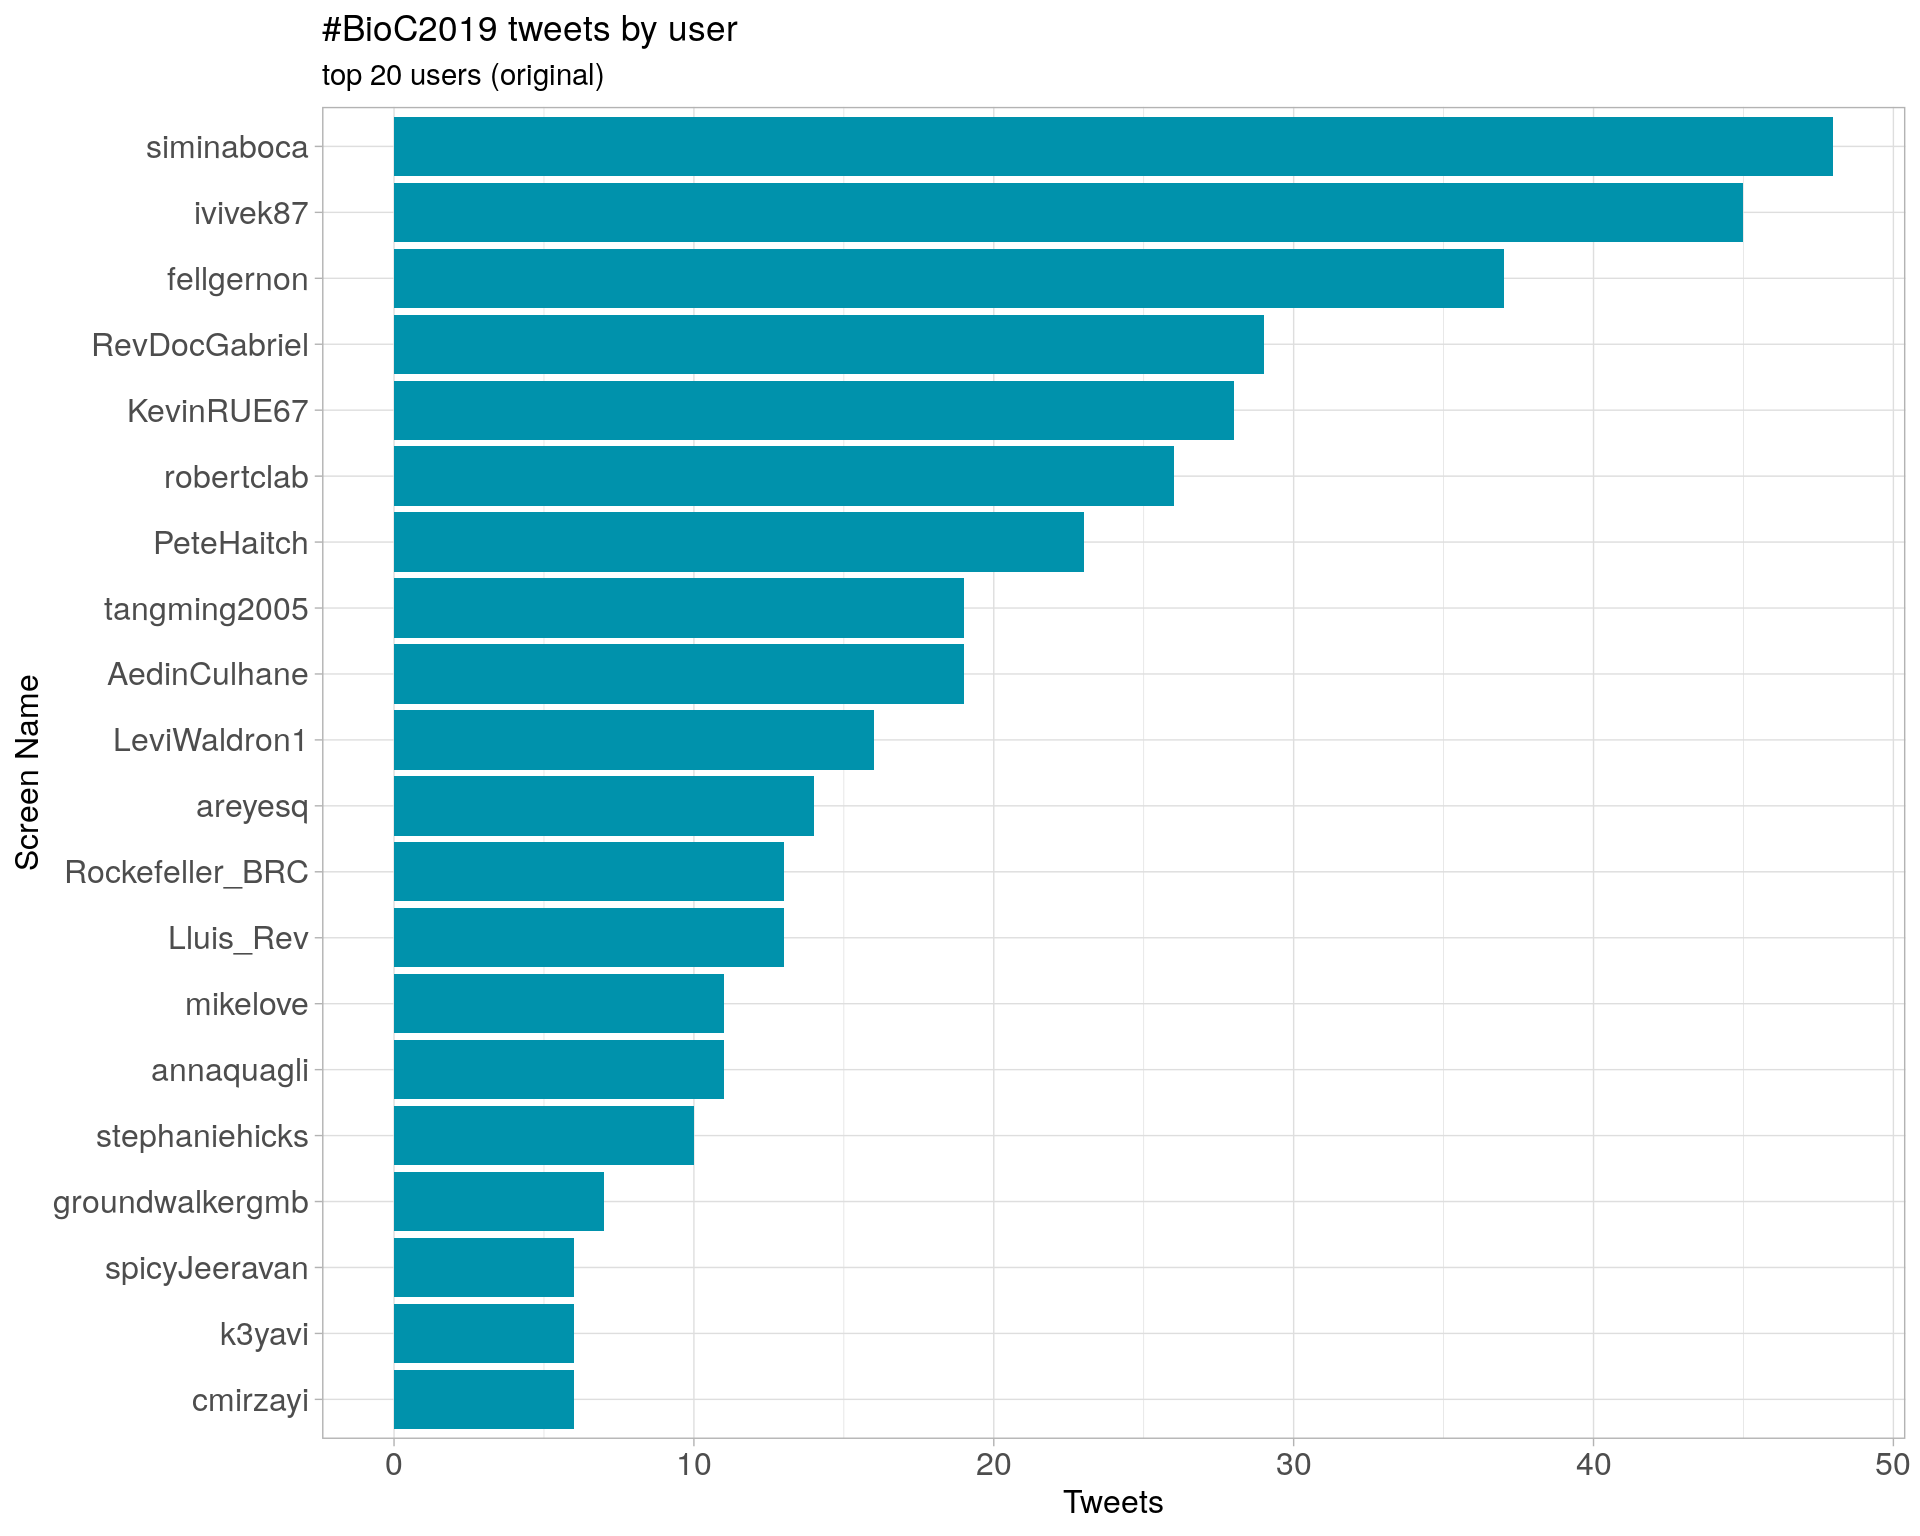 #BioC2019 tweets by user
top 20 users (original)
Screen Name
siminaboca
ivivek87
fellgernon
RevDocGabriel
KevinRUE67
robertclab
PeteHaitch
tangming2005
AedinCulhane
LeviWaldron1
areyesq
Rockefeller_BRC
Lluis_Rev
mikelove
annaquagli
stephaniehicks
groundwalkergmb
spicyJeeravan
k3yavi
cmirzayi
0 10 20 30 40 50
Tweets